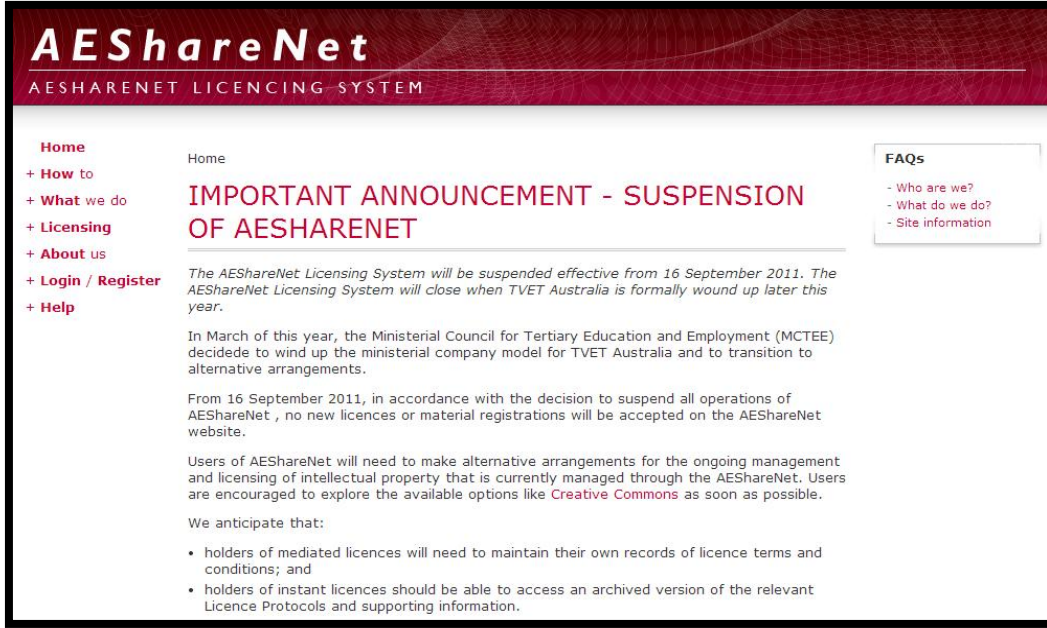 AEShareNet
AESHARENET LICENCING SYSTEM
Home
+ How to
+ What we do
+ Licensing
+ About us
+ Login / Register
+ Help
Home
IMPORTANT ANNOUNCEMENT - SUSPENSION
OF AESHARENET
The AEShareNet Licensing System will be suspended effective from 16 September 2011. The
AEShareNet Licensing System will close when TVET Australia is formally wound up later this
year.
In March of this year, the Ministerial Council for Tertiary Education and Employment (MCTEE)
decidede to wind up the ministerial company model for TVET Australia and to transition to
alternative arrangements.
From 16 September 2011, in accordance with the decision to suspend all operations of
AEShareNet , no new licences or material registrations will be accepted on the AEShareNet
website.
Users of AEShareNet will need to make alternative arrangements for the ongoing management
and licensing of intellectual property that is currently managed through the AEShareNet. Users
are encouraged to explore the available options like Creative Commons as soon as possible.
We anticipate that:
• holders of mediated licences will need to maintain their own records of licence terms and
conditions; and
• holders of instant licences should be able to access an archived version of the relevant
Licence Protocols and supporting information.
FAQs
- Who are we?
- What do we do?
- Site information